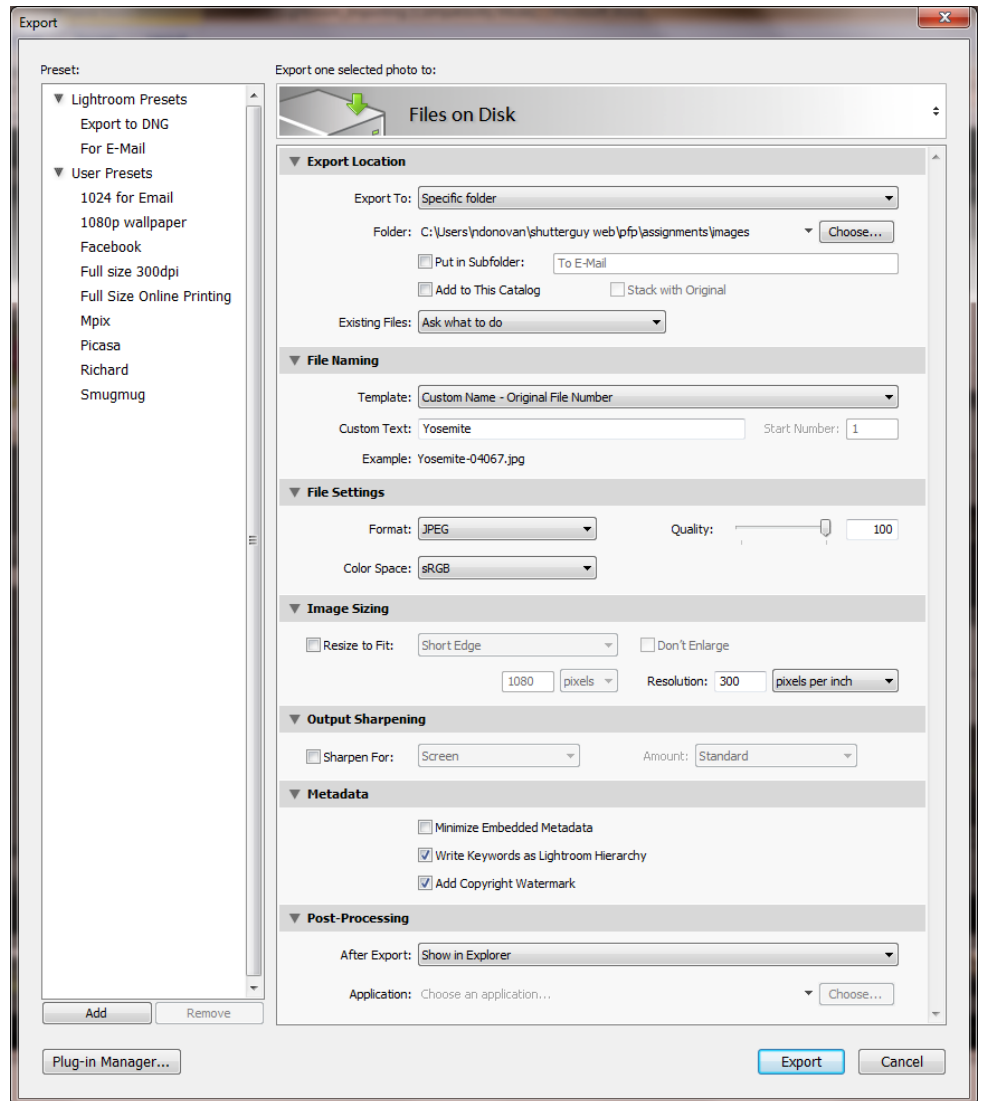 Export
Preset:
Lightroom Presets
Export to DNG
For E-Mail
User Presets
1024 for Email
1080p wallpaper
Facebook
Full size 300dpi
Full Size Online Printing
Mpix
Picasa
Richard
Smugmug
Add Remove
Plug-in Manager...
Export one selected photo to:
Files on Disk
Export Location
Export To: Specific folder
Folder: C:\Users\ndonovan\shutterguy web\pfp\assignments\images Choose...
Put in Subfolder: To E-Mail
Add to This Catalog Stack with Original
Existing Files: Ask what to do
File Naming
Template: Custom Name - Original File Number
Custom Text: Yosemite Start Number: 1
Example: Yosemite-04067.jpg
File Settings
Format: JPEG Quality: 100
Color Space: sRGB
Image Sizing
Resize to Fit: Short Edge Don't Enlarge
1080 pixels Resolution: 300 pixels per inch
Output Sharpening
Sharpen For: Screen Amount: Standard
Metadata
Minimize Embedded Metadata
Write Keywords as Lightroom Hierarchy
Add Copyright Watermark
Post-Processing
After Export: Show in Explorer
Application: Choose an application... Choose...
Export Cancel